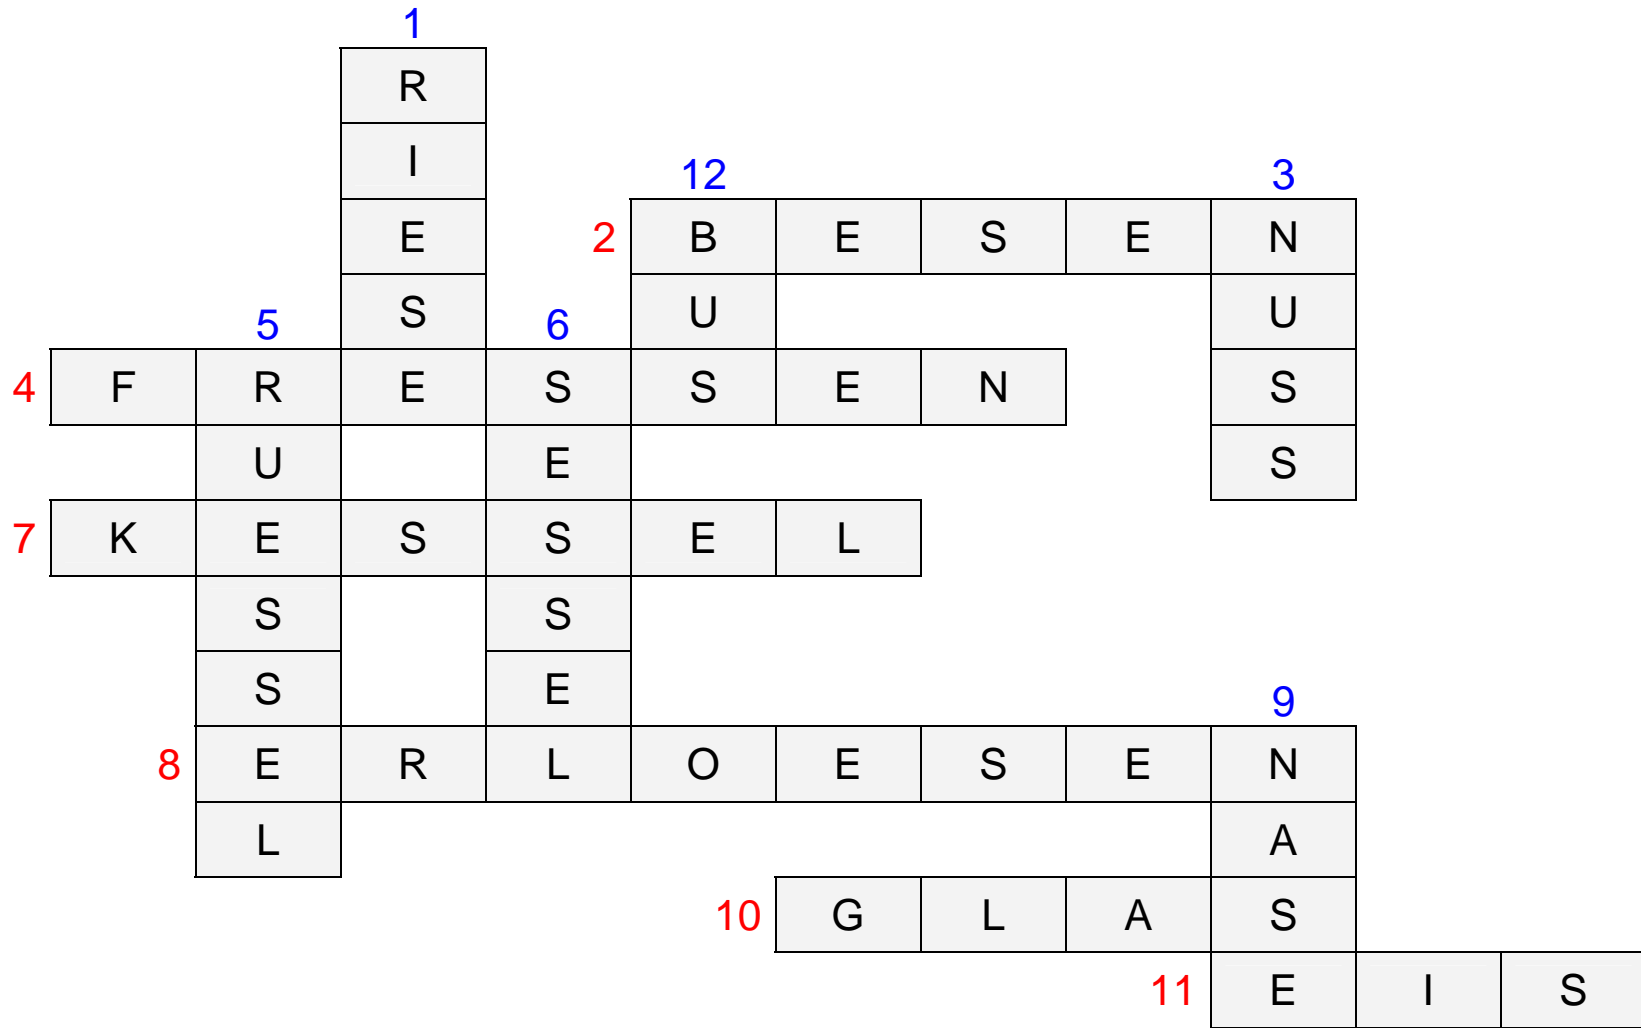 1
R
I
12 3
E 2 B E S E N
5 S 6 U U
4 F R E S S E N S
U E S
7 K E S S E L
S S
S E 9
8 E R L O E S E N
L A
10 G L A S
11 E I S